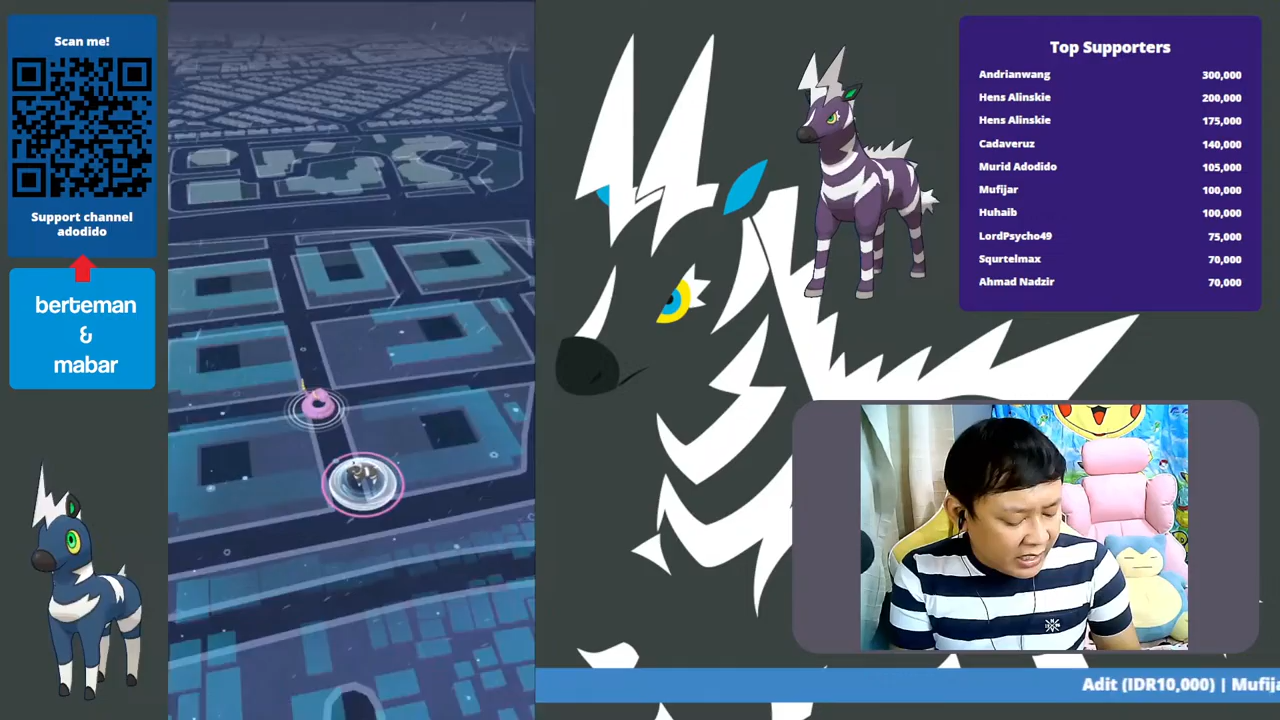 Scan me!
Support channel
adodido
berteman
&
mabar
Top Supporters
Andrianwang 300,000
Hens Alinskie 200,000
Hens Alinskie 175,000
Cadaveruz 140,000
Murid Adodido 105,000
Mufijar 100,000
Huhaib 100,000
LordPsycho49 75,000
Squrtelmax 70,000
Ahmad Nadzir 70,000
Adit (IDR10,000) | Mufija